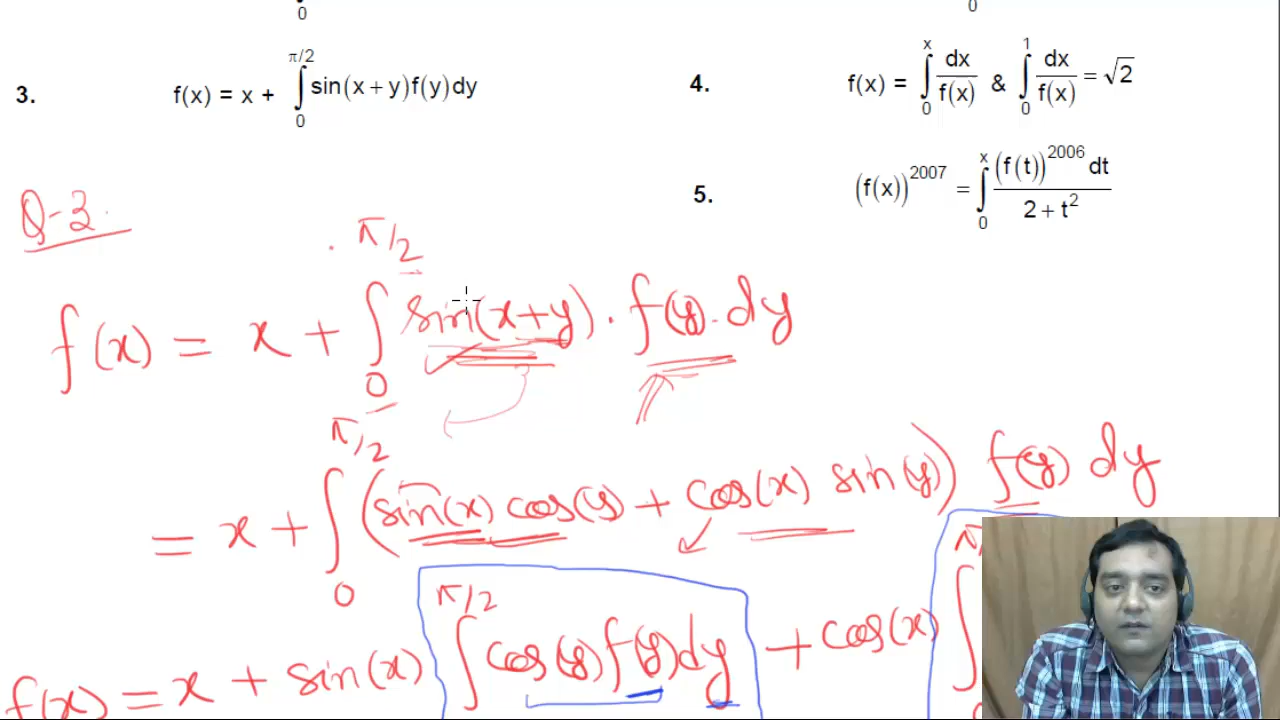 0
0
3. f(x) = x + ∫₀^{π/2} sin(x + y)f(y)dy
4. f(x) = ∫₀^{x} dx/f(x) & ∫₀^{1} dx/f(x) = √2
5. (f(x))^{2007} = ∫₀^{x} (f(t))^{2006} dt / (2 + t²)
Q-3.
f(x) = x + ∫₀^{π/2} sin(x+y) · f(y) · dy
= x + ∫₀^{π/2} (sin(x) cos(y) + cos(x) sin(y)) f(y) dy
f(x) = x + sin(x) ∫^{π/2} cos(y) f(y) dy + cos(x) ∫